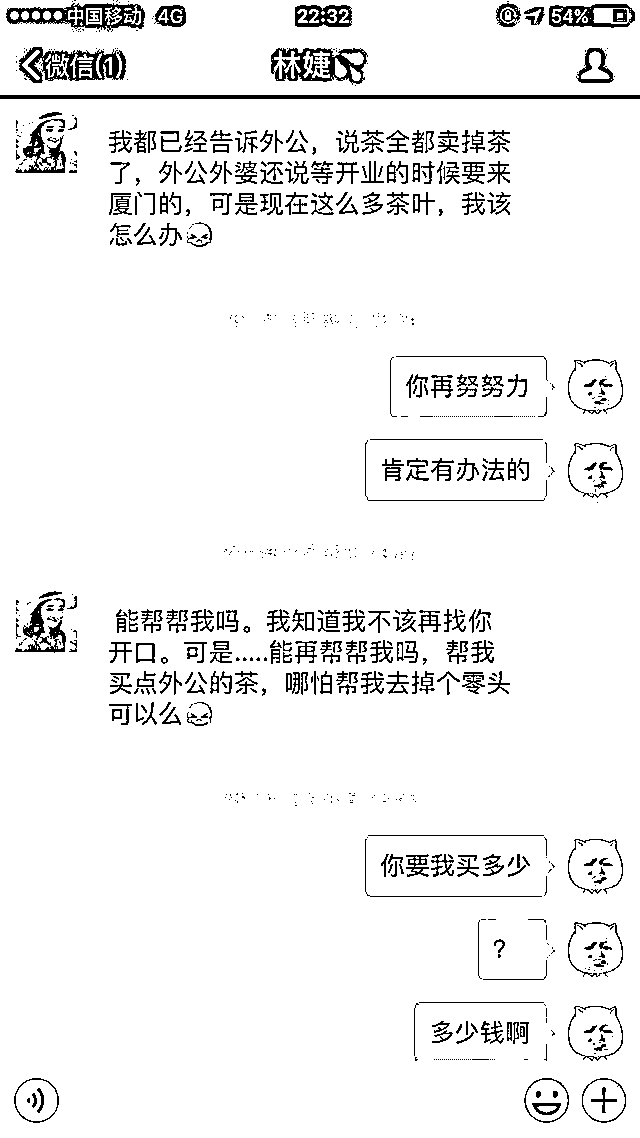 中国移动 4G 22:32 54%
微信(1) 林婕
我都已经告诉外公，说茶全都卖掉茶
了，外公外婆还说等开业的时候要来
厦门的，可是现在这么多茶叶，我该
怎么办
你再努努力
肯定有办法的
能帮帮我吗。我知道我不该再找你
开口。可是.....能再帮帮我吗，帮我
买点外公的茶，哪怕帮我去掉个零头
可以么
你要我买多少
？
多少钱啊